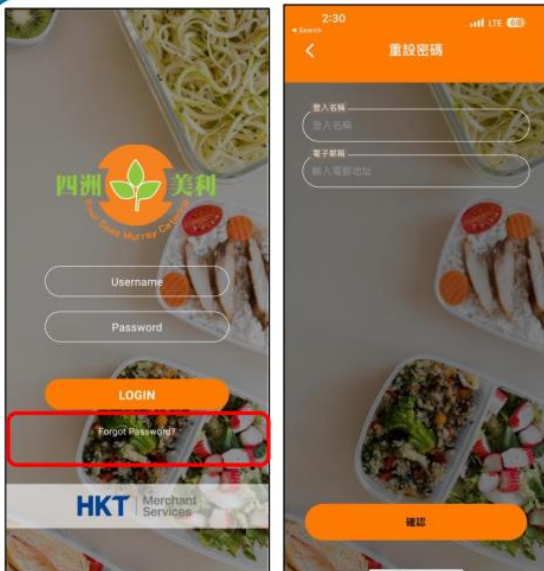 四洲 美利
Four Seas Murray Catering
Username
Password
LOGIN
Forgot Password?
HKT Merchant Services
2:30
LTE 68
◂ Search
重設密碼
登入名稱
登入名稱
電子郵箱
輸入電郵地址
確認